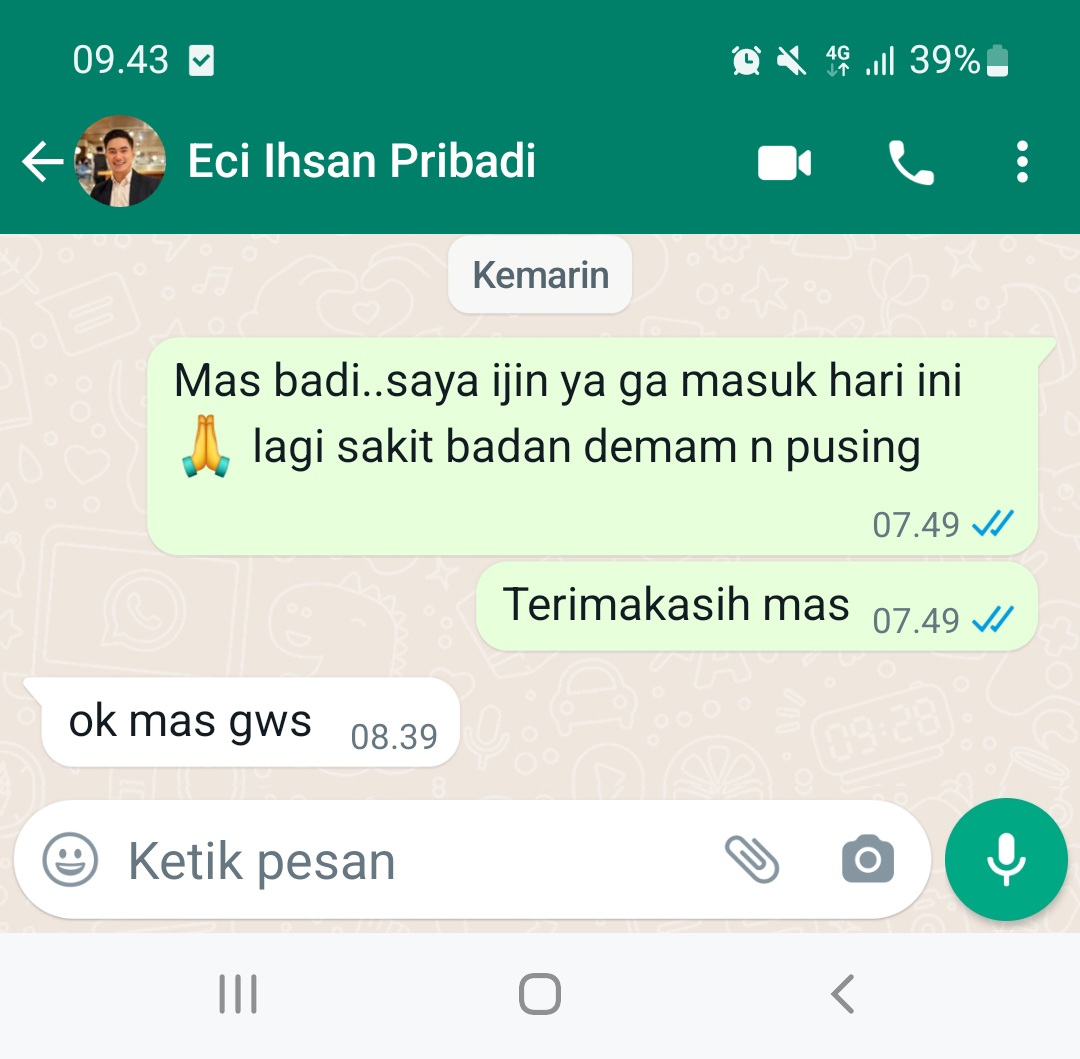 09.43 4G 39%
Eci Ihsan Pribadi
Kemarin
Mas badi..saya ijin ya ga masuk hari ini
🙏 lagi sakit badan demam n pusing
07.49
Terimakasih mas 07.49
ok mas gws 08.39
Ketik pesan